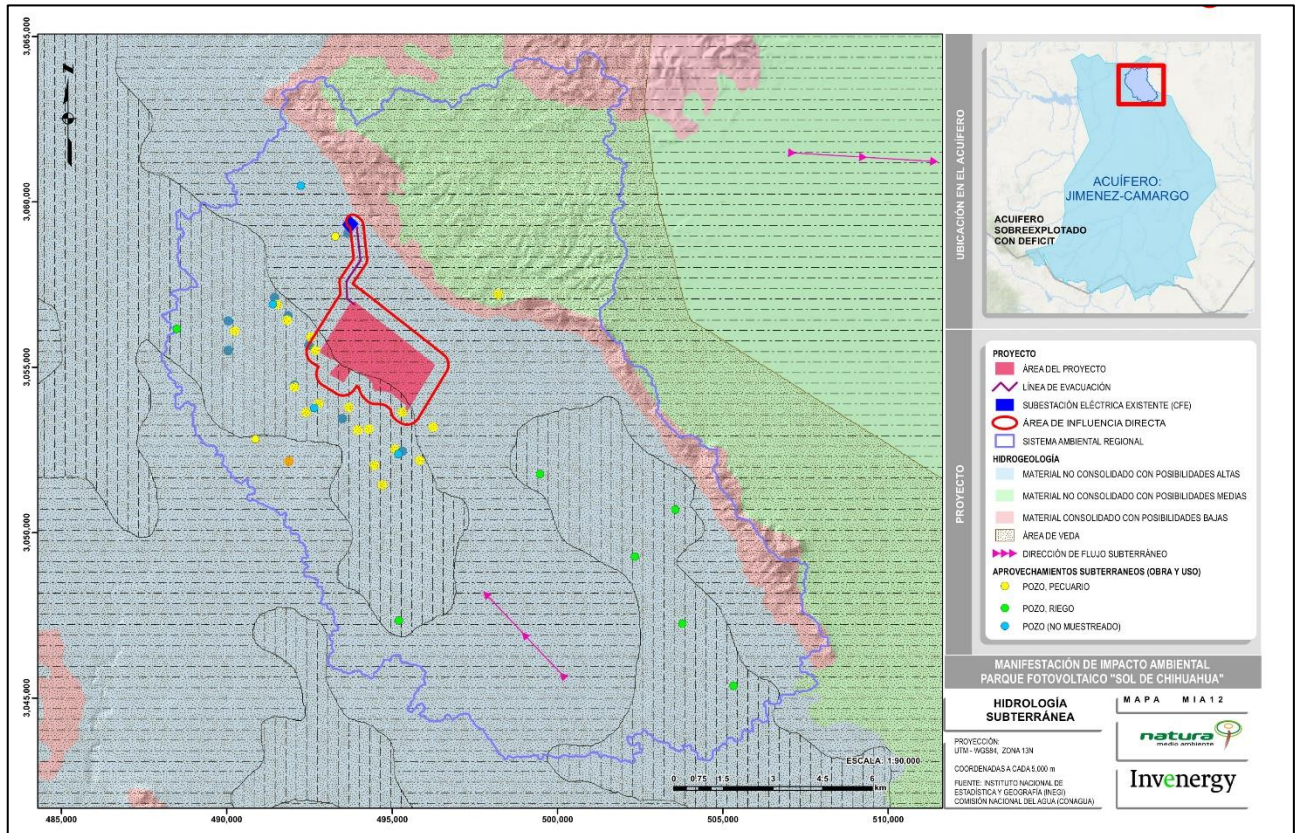 3,065,000
3,060,000
3,055,000
3,050,000
3,045,000
485,000
490,000
495,000
500,000
505,000
510,000
ESCALA: 1:90,000
0 0.75 1.5 3 4.5 6
km
UBICACIÓN EN EL ACUÍFERO
ACUÍFERO:
JIMENEZ-CAMARGO
ACUIFERO
SOBREEXPLOTADO
CON DEFICIT
PROYECTO
PROYECTO
ÁREA DEL PROYECTO
LÍNEA DE EVACUACIÓN
SUBESTACIÓN ELÉCTRICA EXISTENTE (CFE)
ÁREA DE INFLUENCIA DIRECTA
SISTEMA AMBIENTAL REGIONAL
HIDROGEOLOGÍA
MATERIAL NO CONSOLIDADO CON POSIBILIDADES ALTAS
MATERIAL NO CONSOLIDADO CON POSIBILIDADES MEDIAS
MATERIAL CONSOLIDADO CON POSIBILIDADES BAJAS
ÁREA DE VEDA
DIRECCIÓN DE FLUJO SUBTERRÁNEO
APROVECHAMIENTOS SUBTERRANEOS (OBRA Y USO)
POZO, PECUARIO
POZO, RIEGO
POZO (NO MUESTREADO)
MANIFESTACIÓN DE IMPACTO AMBIENTAL
PARQUE FOTOVOLTAICO "SOL DE CHIHUAHUA"
HIDROLOGÍA
SUBTERRÁNEA
MAPA MIA12
PROYECCIÓN:
UTM - WGS84, ZONA 13N
COORDENADAS A CADA 5,000 m
FUENTE: INSTITUTO NACIONAL DE
ESTADÍSTICA Y GEOGRAFÍA (INEGI)
COMISIÓN NACIONAL DEL AGUA (CONAGUA)
natura
medio ambiente
Invenergy